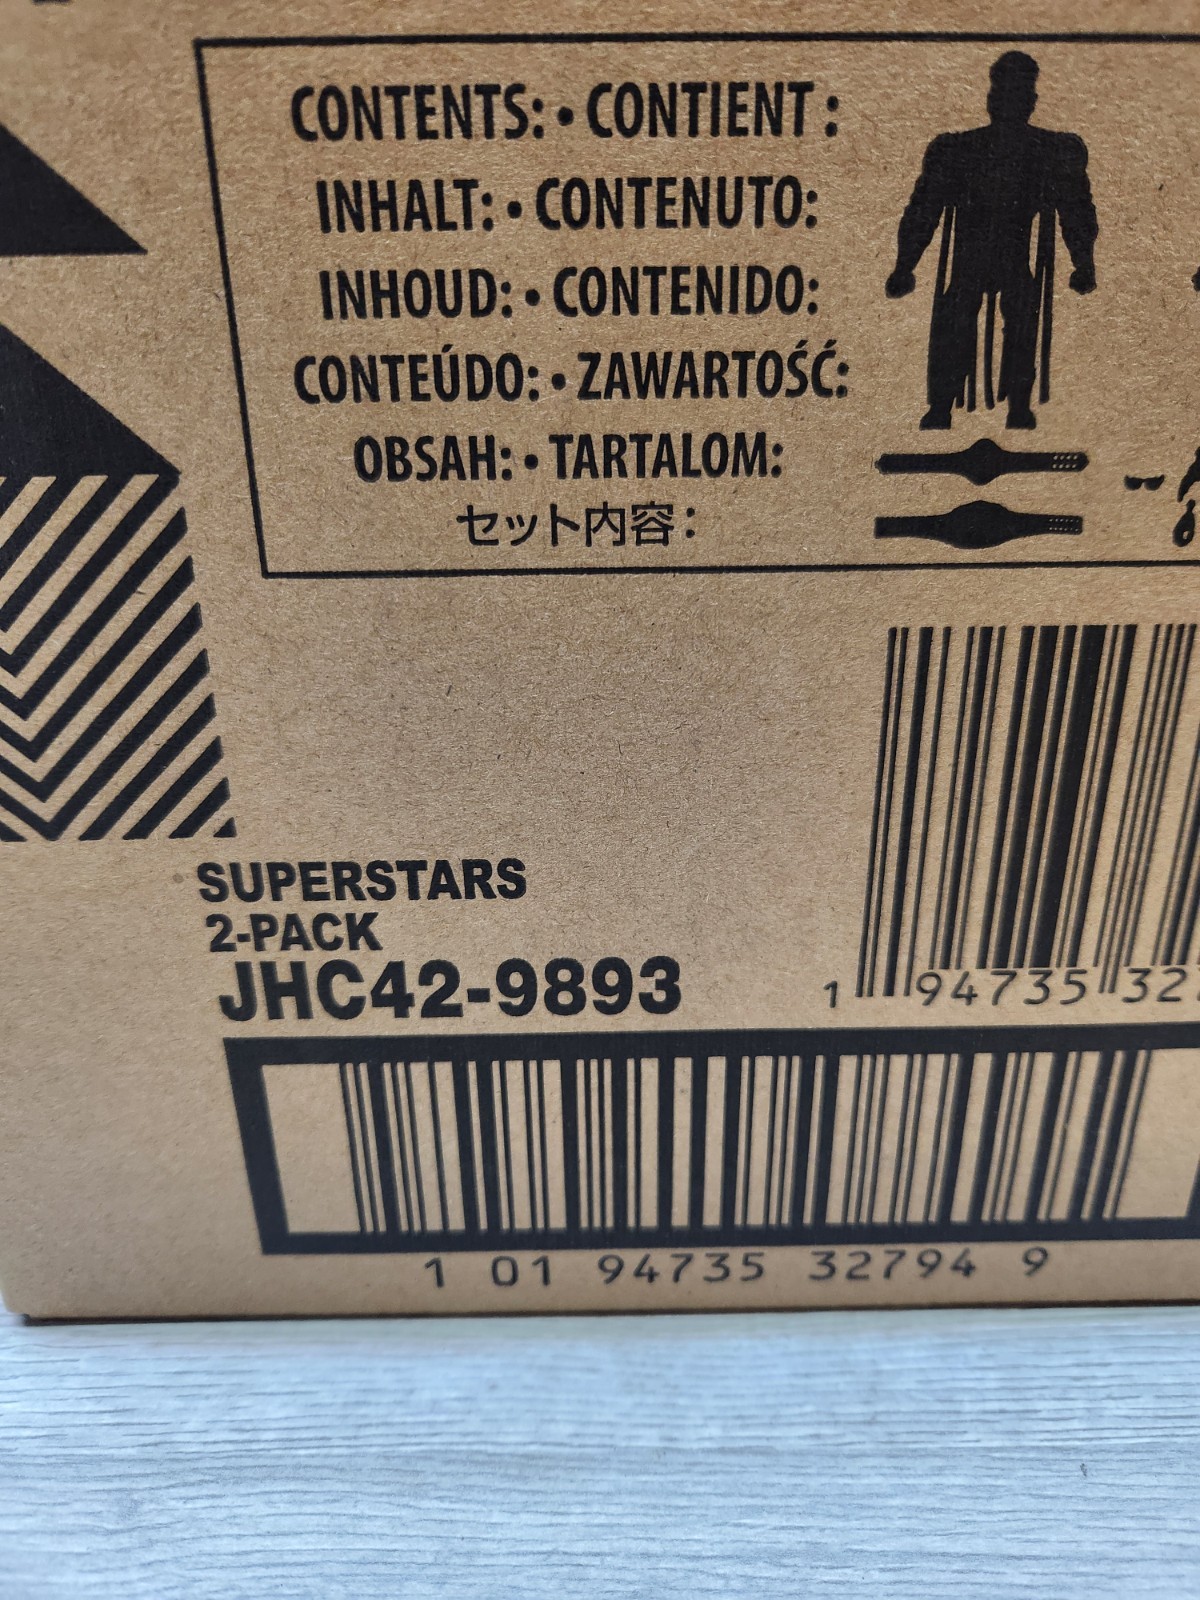 CONTENTS: • CONTIENT :
INHALT: • CONTENUTO:
INHOUD: • CONTENIDO:
CONTEÚDO: • ZAWARTOŚĆ:
OBSAH: • TARTALOM:
セット内容:
SUPERSTARS
2-PACK
JHC42-9893
1 94735 32
1 01 94735 32794 9